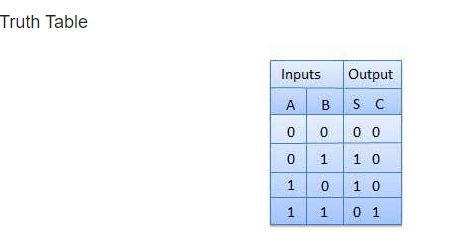 Truth Table
Inputs Output
A B S C
0 0 0 0
0 1 1 0
1 0 1 0
1 1 0 1